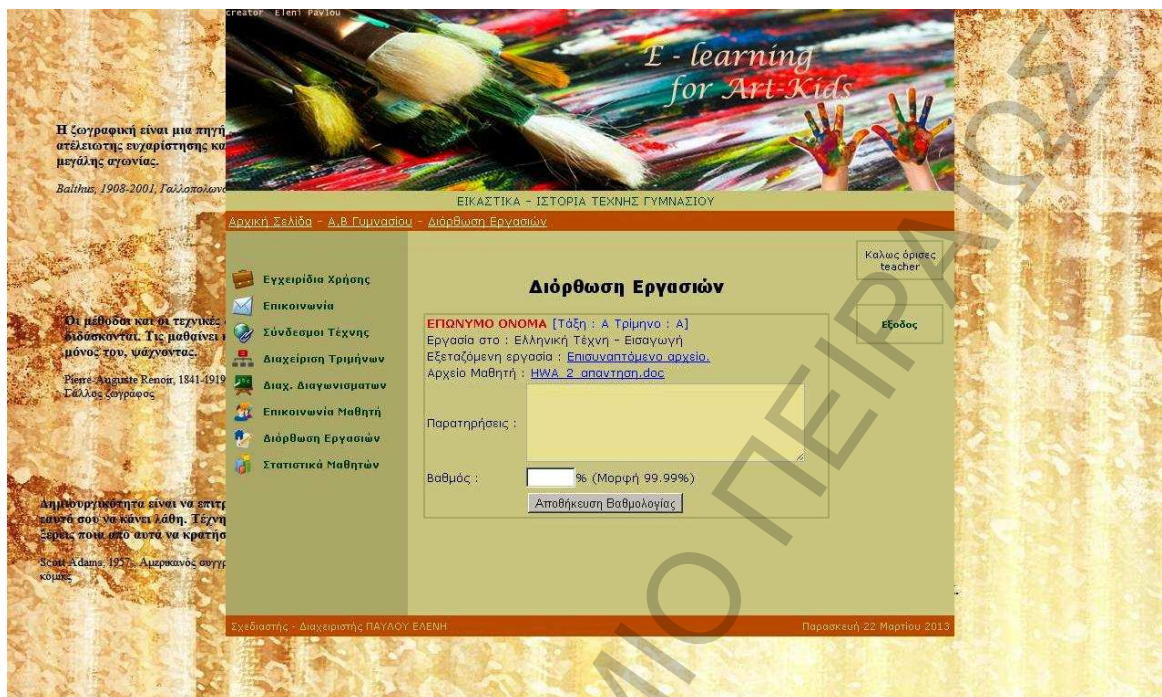 creator Eleni Pavlou
E - learning
for Art-Kids
ΕΙΚΑΣΤΙΚΑ - ΙΣΤΟΡΙΑ ΤΕΧΝΗΣ ΓΥΜΝΑΣΙΟΥ
Αρχική Σελίδα - Α.Β Γυμνασίου - Διόρθωση Εργασιών
Η ζωγραφική είναι μια πηγή
ατέλειωτης ευχαρίστησης κα
μεγάλης αγωνίας.
Balthus, 1908-2001, Γαλλοπολων
Οι μέθοδοι και οι τεχνικές
διδάσκονται. Τις μαθαίνει κ
μόνος του, ψάχνοντας.
Pierre-Auguste Renoir, 1841-1919
Γάλλος ζωγράφος
Δημιουργικότητα είναι να επιτρ
εαυτό σου να κάνει λάθη. Τέχνη
ξέρεις ποια από αυτά να κρατήσ
Scott Adams, 1957-, Αμερικανός συγγρ
κόμικς
Εγχειρίδια Χρήσης
Επικοινωνία
Σύνδεσμοι Τέχνης
Διαχείριση Τριμήνων
Διαχ. Διαγωνισματων
Επικοινωνία Μαθητή
Διόρθωση Εργασιών
Στατιστικά Μαθητών
Διόρθωση Εργασιών
ΕΠΩΝΥΜΟ ΟΝΟΜΑ [Τάξη : Α Τρίμηνο : Α]
Εργασία στο : Ελληνική Τέχνη - Εισαγωγή
Εξεταζόμενη εργασία : Επισυναπτόμενο αρχείο.
Αρχείο Μαθητή : HWA_2_απαντηση.doc
Παρατηρήσεις :
Βαθμός : % (Μορφή 99.99%)
Αποθήκευση Βαθμολογίας
Καλως όρισες
teacher
Εξοδος
Σχεδιαστής - Διαχειριστής ΠΑΥΛΟΥ ΕΛΕΝΗ
Παρασκευή 22 Μαρτίου 2013
ΜΙΟ ΠΕΙΡΑΙΩΣ